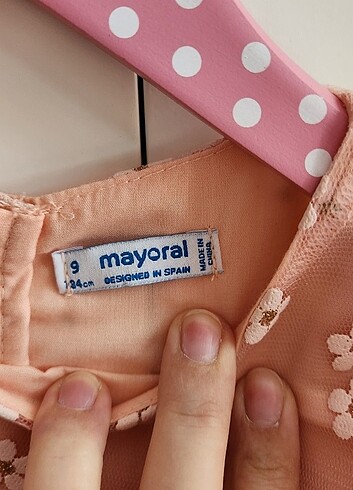 9 mayoral
134cm DESIGNED IN SPAIN
MADE IN
CHINA